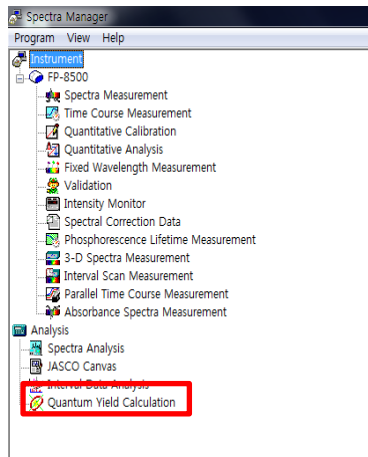 Spectra Manager
Program View Help
Instrument
FP-8500
Spectra Measurement
Time Course Measurement
Quantitative Calibration
Quantitative Analysis
Fixed Wavelength Measurement
Validation
Intensity Monitor
Spectral Correction Data
Phosphorescence Lifetime Measurement
3-D Spectra Measurement
Interval Scan Measurement
Parallel Time Course Measurement
Absorbance Spectra Measurement
Analysis
Spectra Analysis
JASCO Canvas
Interval Data Analysis
Quantum Yield Calculation